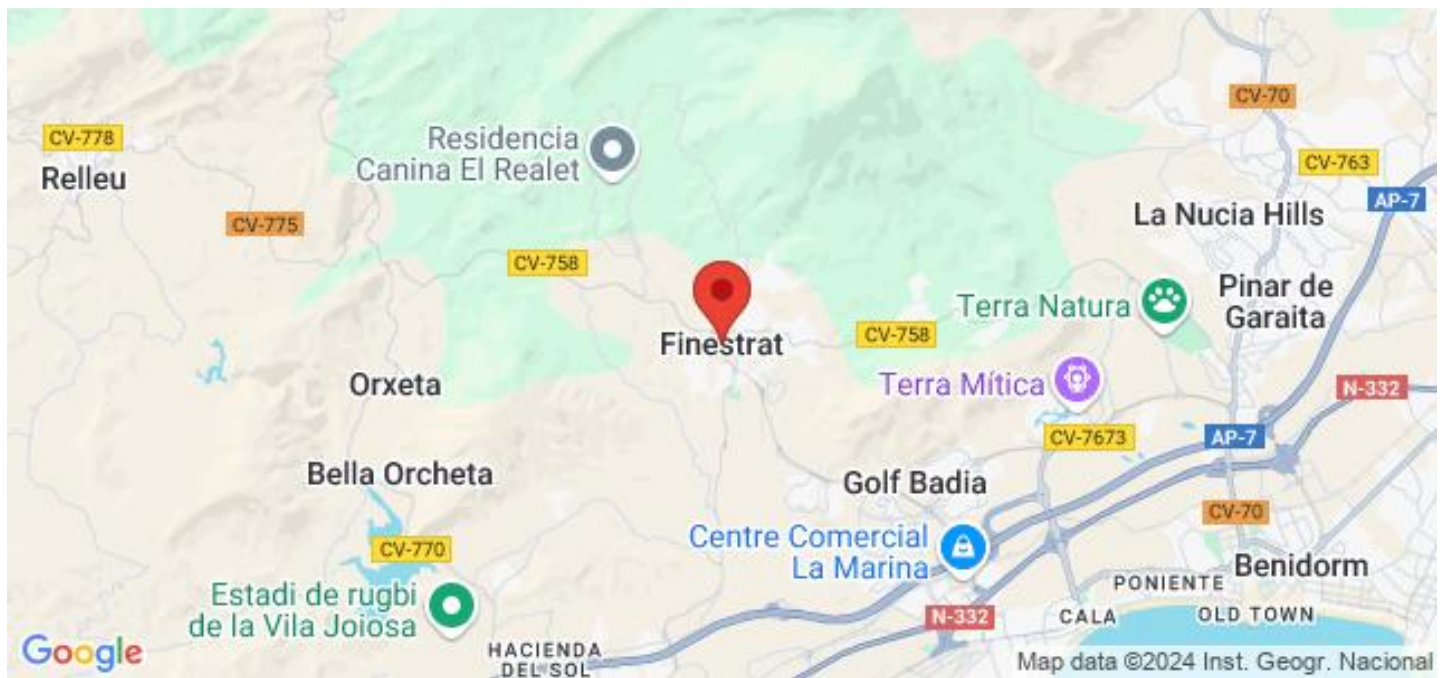 CV-70
CV-778
Residencia
Canina El Realet
CV-763
Relleu
AP-7
La Nucia Hills
CV-775
CV-758
Terra Natura
Pinar de
Garaita
Finestrat
CV-758
Orxeta
Terra Mítica
N-332
CV-7673
AP-7
Bella Orcheta
Golf Badia
CV-70
Centre Comercial
La Marina
CV-770
Benidorm
PONIENTE
Estadi de rugbi
de la Vila Joiosa
N-332
CALA
OLD TOWN
HACIENDA
DEL SOL
Google
Map data ©2024 Inst. Geogr. Nacional